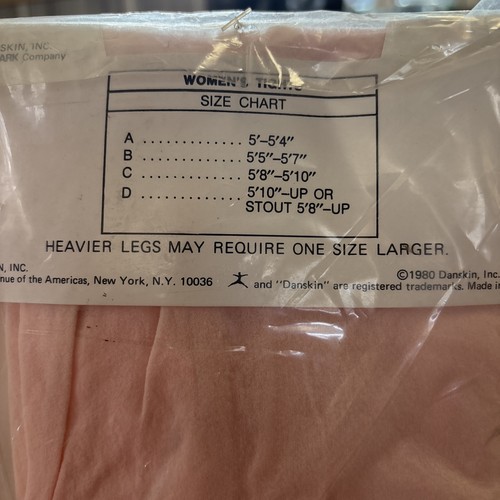 SKIN, INC.
ARK Company
WOMEN'S TIGHTS
SIZE CHART
A .............. 5'–5'4"
B .............. 5'5"–5'7"
C .............. 5'8"–5'10"
D .............. 5'10"–UP OR
STOUT 5'8"–UP
HEAVIER LEGS MAY REQUIRE ONE SIZE LARGER.
N, INC. ©1980 Danskin, Inc.
nue of the Americas, New York, N.Y. 10036 and "Danskin" are registered trademarks. Made in